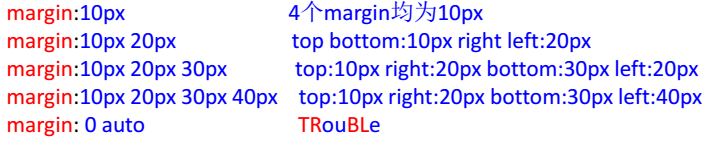 margin:10px 4个margin均为10px
margin:10px 20px top bottom:10px right left:20px
margin:10px 20px 30px top:10px right:20px bottom:30px left:20px
margin:10px 20px 30px 40px top:10px right:20px bottom:30px left:40px
margin: 0 auto TRouBLe